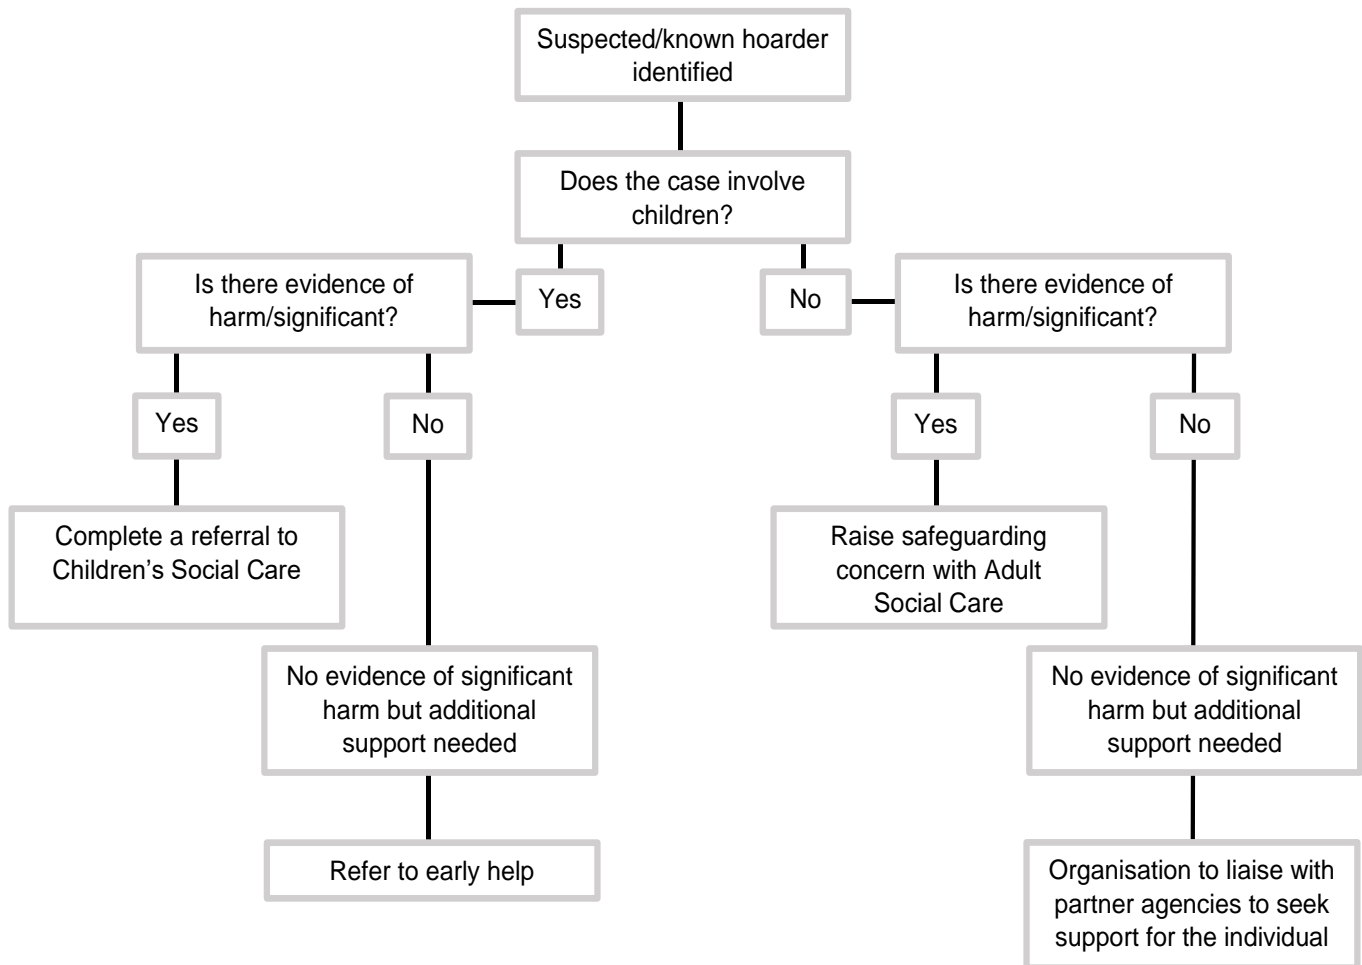 Suspected/known hoarder
identified
Does the case involve
children?
Is there evidence of
harm/significant?
Yes
No
Is there evidence of
harm/significant?
Yes
No
Yes
No
Complete a referral to
Children's Social Care
Raise safeguarding
concern with Adult
Social Care
No evidence of significant
harm but additional
support needed
No evidence of significant
harm but additional
support needed
Refer to early help
Organisation to liaise with
partner agencies to seek
support for the individual